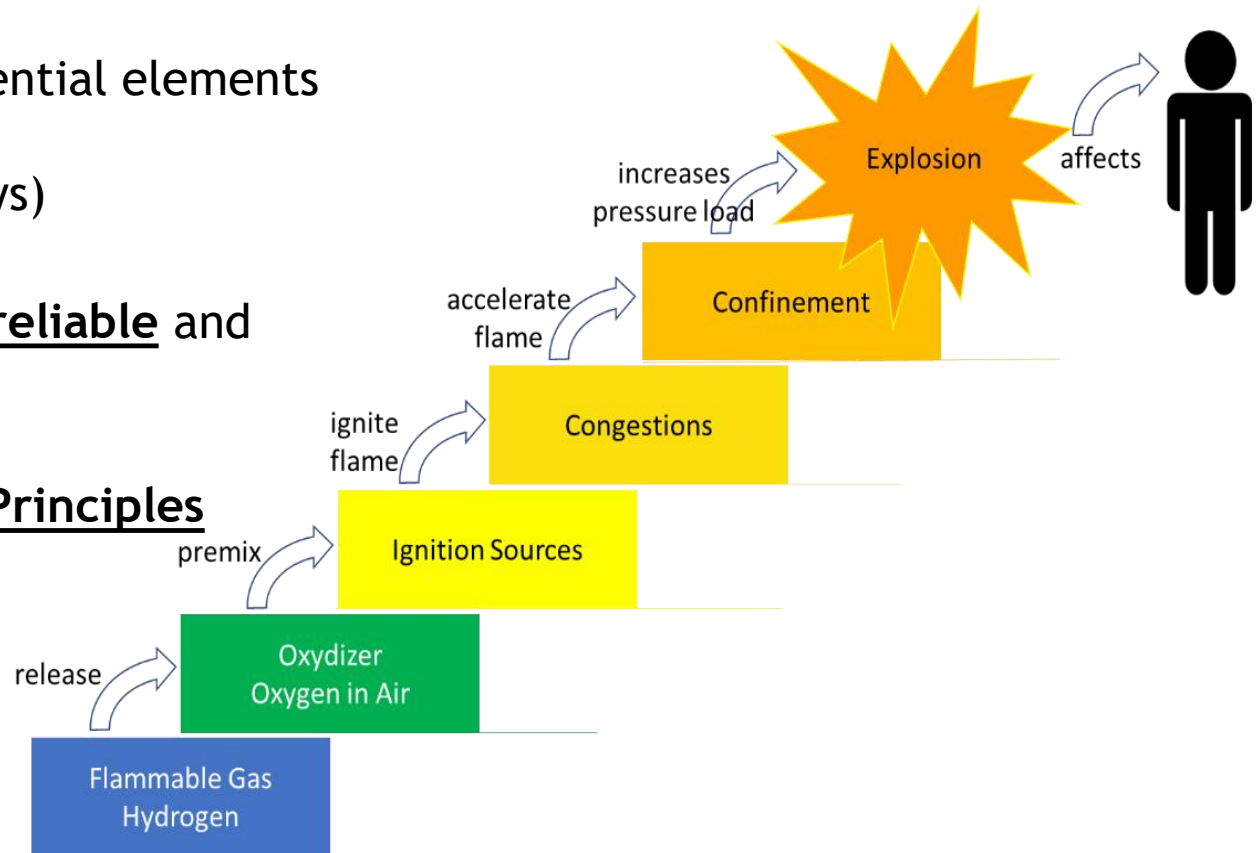 ential elements
vs)
reliable and
Principles
Explosion
affects
increases
pressure load
Confinement
accelerate
flame
Congestions
ignite
flame
Ignition Sources
premix
Oxydizer
Oxygen in Air
release
Flammable Gas
Hydrogen